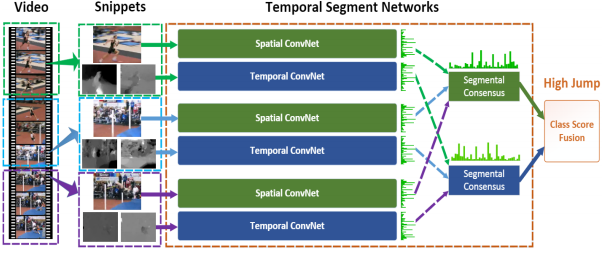 Video
Snippets
Temporal Segment Networks
Spatial ConvNet
Temporal ConvNet
Spatial ConvNet
Temporal ConvNet
Spatial ConvNet
Temporal ConvNet
Segmental
Consensus
Segmental
Consensus
High Jump
Class Score
Fusion